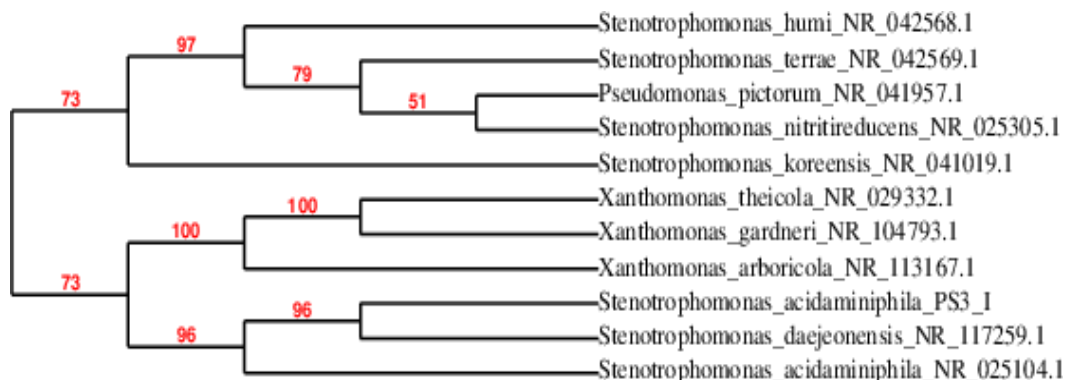 Stenotrophomonas_humi_NR_042568.1
97
Stenotrophomonas_terrae_NR_042569.1
79
Pseudomonas_pictorum_NR_041957.1
73
51
Stenotrophomonas_nitritireducens_NR_025305.1
Stenotrophomonas_koreensis_NR_041019.1
Xanthomonas_theicola_NR_029332.1
100
Xanthomonas_gardneri_NR_104793.1
100
Xanthomonas_arboricola_NR_113167.1
73
Stenotrophomonas_acidaminiphila_PS3_I
96
Stenotrophomonas_daejeonensis_NR_117259.1
96
Stenotrophomonas_acidaminiphila_NR_025104.1